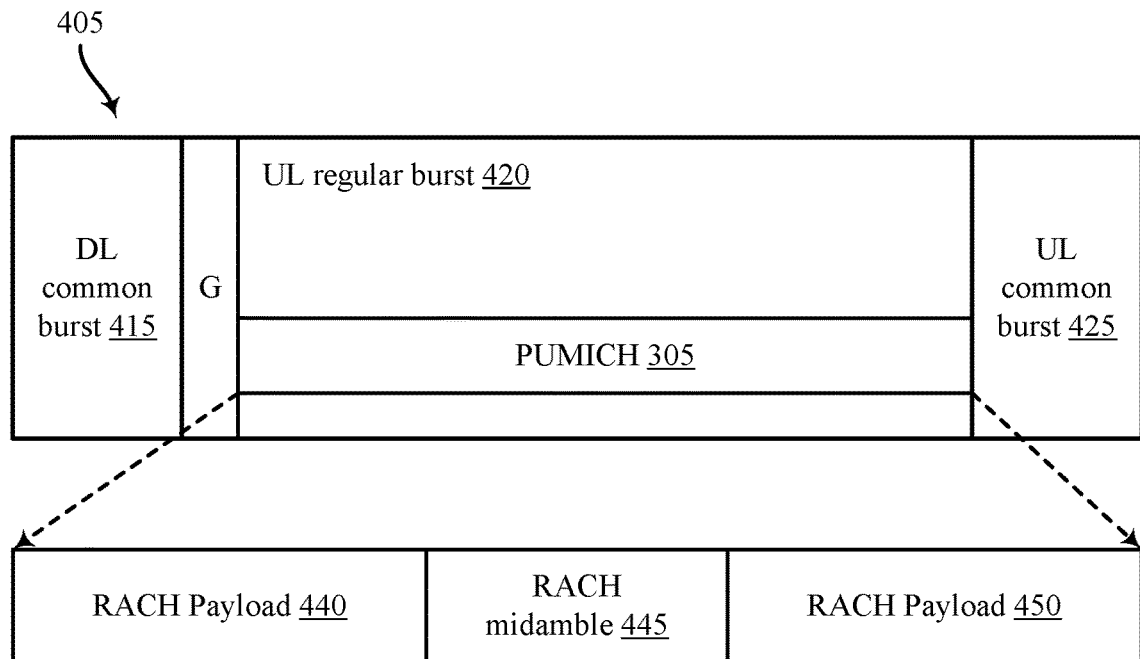 405
DL
common
burst 415
G
UL regular burst 420
PUMICH 305
UL
common
burst 425
RACH Payload 440
RACH
midamble 445
RACH Payload 450